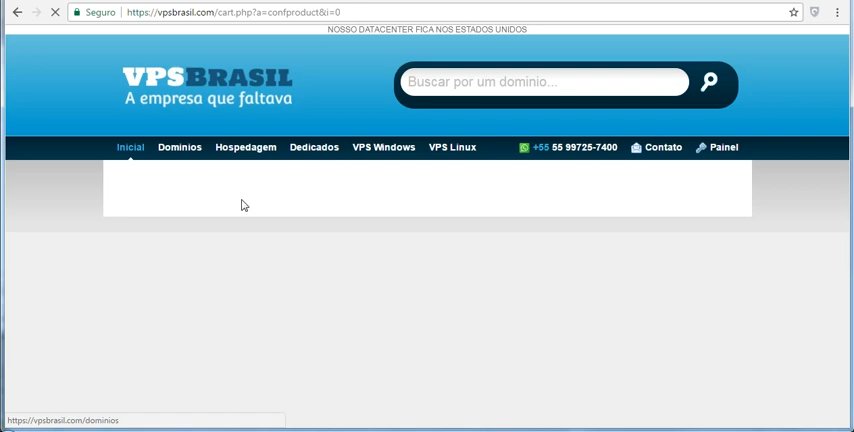 Seguro https://vpsbrasil.com/cart.php?a=confproduct&i=0
NOSSO DATACENTER FICA NOS ESTADOS UNIDOS
VPSBRASIL
A empresa que faltava
Buscar por um dominio...
Inicial Dominios Hospedagem Dedicados VPS Windows VPS Linux +55 55 99725-7400 Contato Painel
https://vpsbrasil.com/dominios